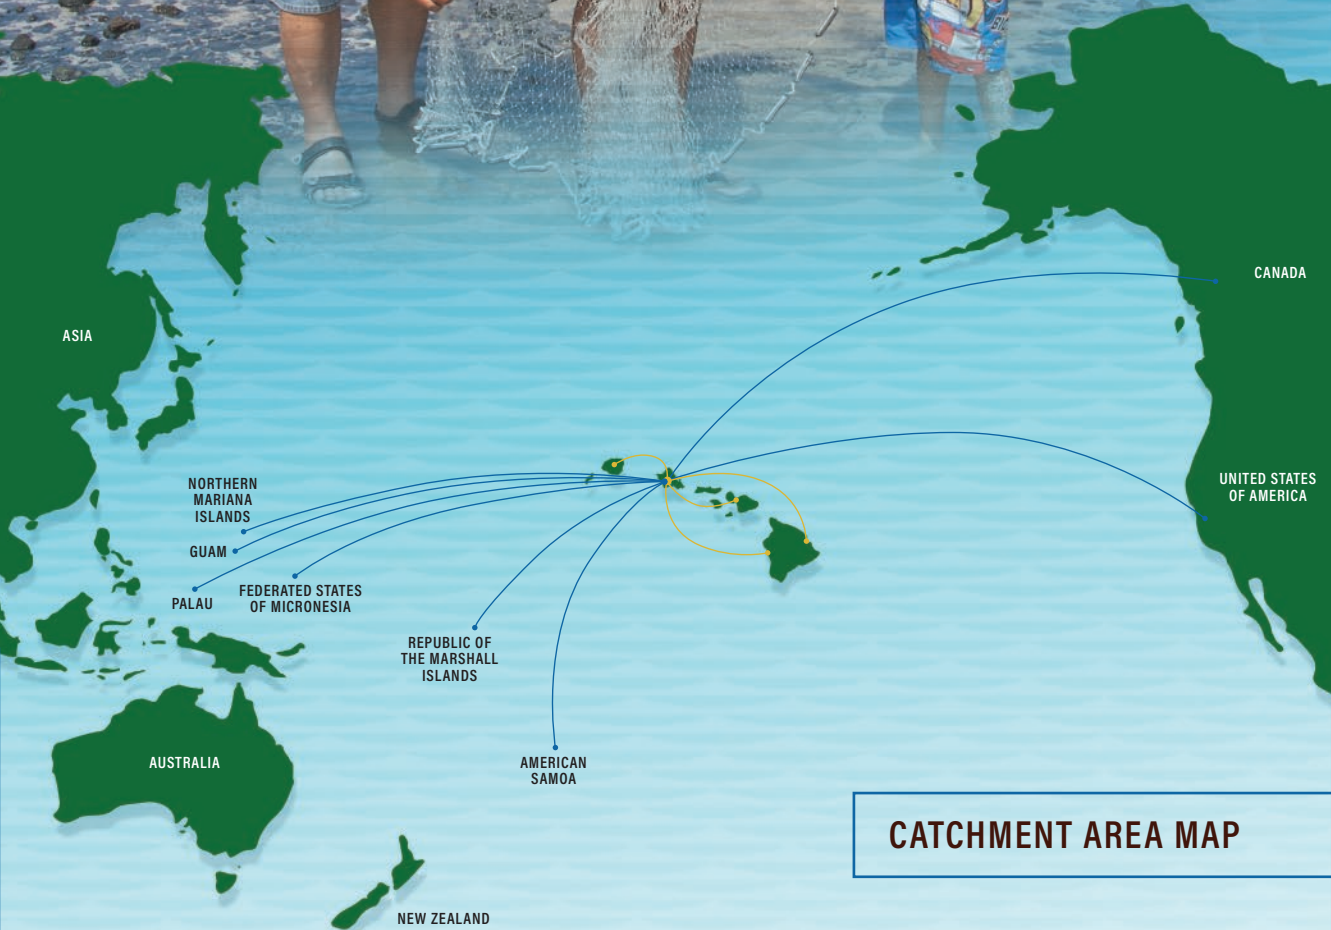 CANADA
ASIA
UNITED STATES
OF AMERICA
NORTHERN
MARIANA
ISLANDS
GUAM
PALAU
FEDERATED STATES
OF MICRONESIA
REPUBLIC OF
THE MARSHALL
ISLANDS
AUSTRALIA
AMERICAN
SAMOA
CATCHMENT AREA MAP
NEW ZEALAND